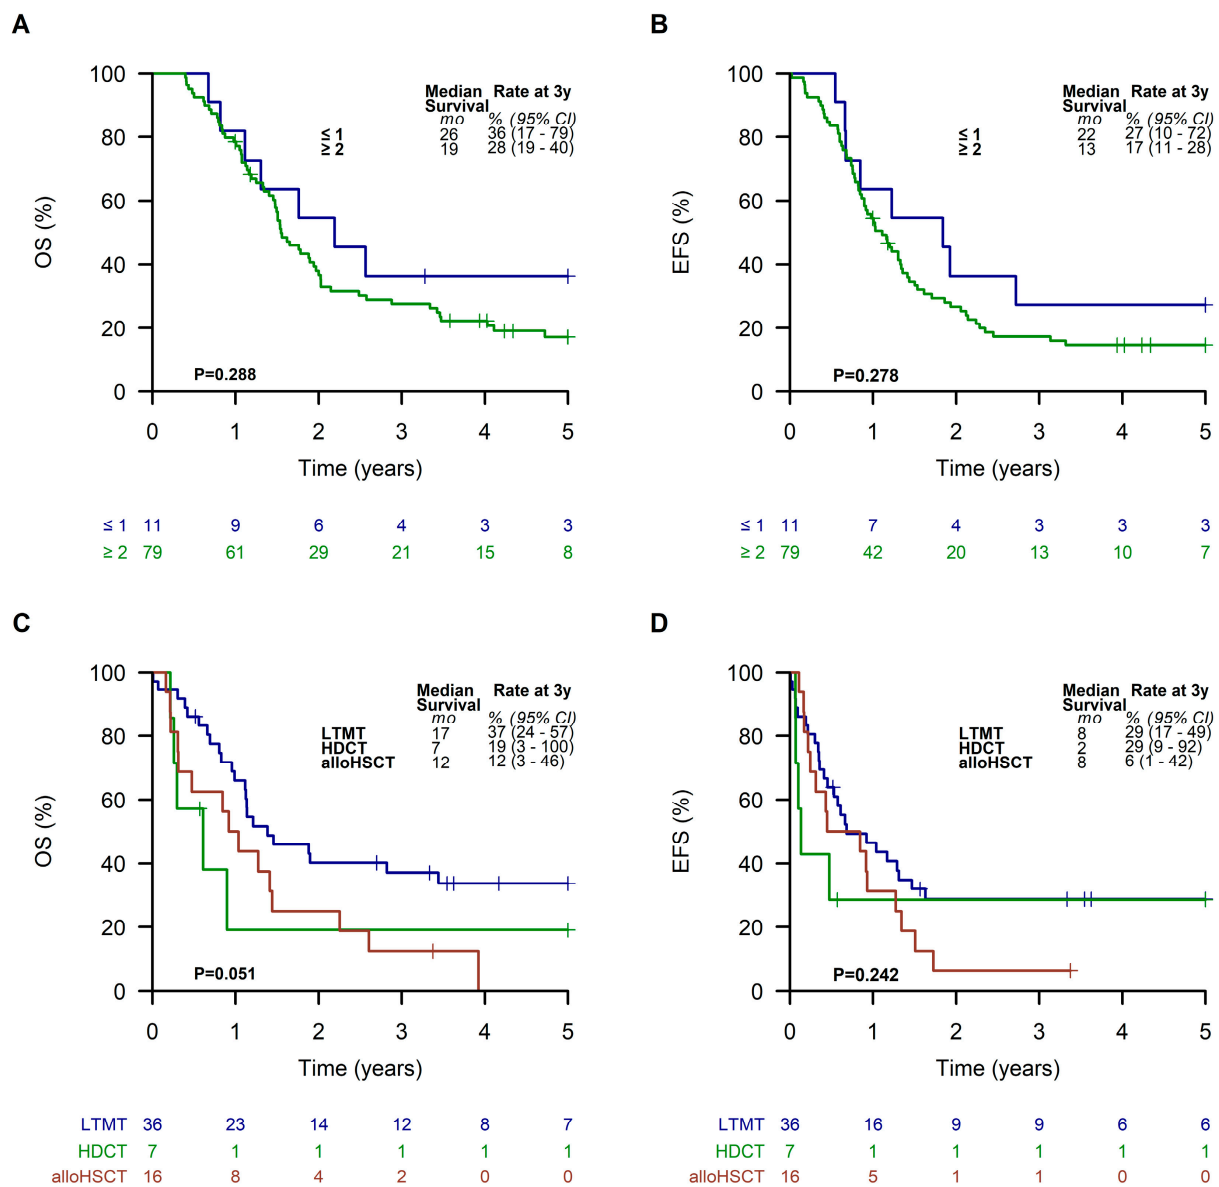 A
OS (%)
100
80
60
40
20
0
Median Rate at 3y
Survival
mo % (95% CI)
≤ 1 26 36 (17 - 79)
≥ 2 19 28 (19 - 40)
P=0.288
0 1 2 3 4 5
Time (years)
≤ 1 11 9 6 4 3 3
≥ 2 79 61 29 21 15 8
B
EFS (%)
100
80
60
40
20
0
Median Rate at 3y
Survival
mo % (95% CI)
≤ 1 22 27 (10 - 72)
≥ 2 13 17 (11 - 28)
P=0.278
0 1 2 3 4 5
Time (years)
≤ 1 11 7 4 3 3 3
≥ 2 79 42 20 13 10 7
C
OS (%)
100
80
60
40
20
0
Median Rate at 3y
Survival
mo % (95% CI)
LTMT 17 37 (24 - 57)
HDCT 7 19 (3 - 100)
alloHSCT 12 12 (3 - 46)
P=0.051
0 1 2 3 4 5
Time (years)
LTMT 36 23 14 12 8 7
HDCT 7 1 1 1 1 1
alloHSCT 16 8 4 2 0 0
D
EFS (%)
100
80
60
40
20
0
Median Rate at 3y
Survival
mo % (95% CI)
LTMT 8 29 (17 - 49)
HDCT 2 29 (9 - 92)
alloHSCT 8 6 (1 - 42)
P=0.242
0 1 2 3 4 5
Time (years)
LTMT 36 16 9 9 6 6
HDCT 7 1 1 1 1 1
alloHSCT 16 5 1 1 0 0